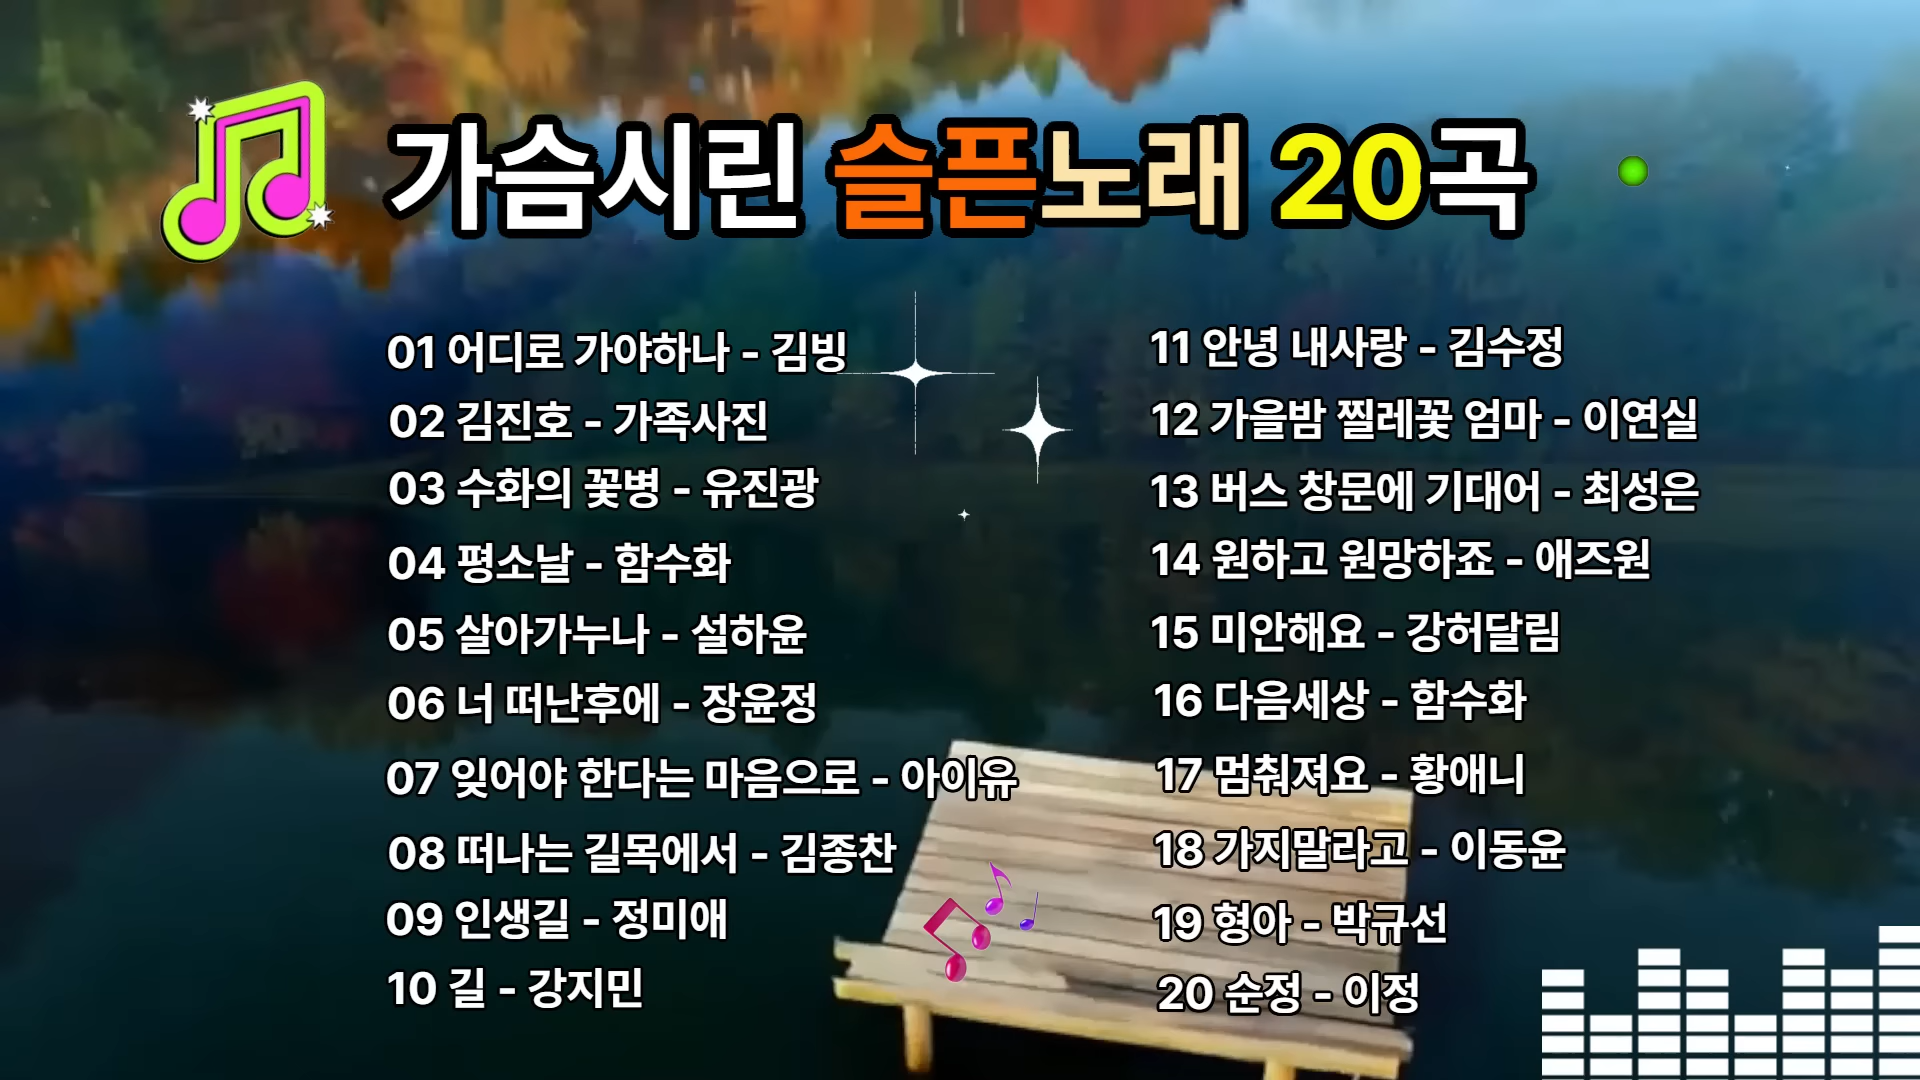 가슴시린 슬픈노래 20곡
01 어디로 가야하나 - 김빙
02 김진호 - 가족사진
03 수화의 꽃병 - 유진광
04 평소날 - 함수화
05 살아가누나 - 설하윤
06 너 떠난후에 - 장윤정
07 잊어야 한다는 마음으로 - 아이유
08 떠나는 길목에서 - 김종찬
09 인생길 - 정미애
10 길 - 강지민
11 안녕 내사랑 - 김수정
12 가을밤 찔레꽃 엄마 - 이연실
13 버스 창문에 기대어 - 최성은
14 원하고 원망하죠 - 애즈원
15 미안해요 - 강허달림
16 다음세상 - 함수화
17 멈춰져요 - 황애니
18 가지말라고 - 이동윤
19 형아 - 박규선
20 순정 - 이정